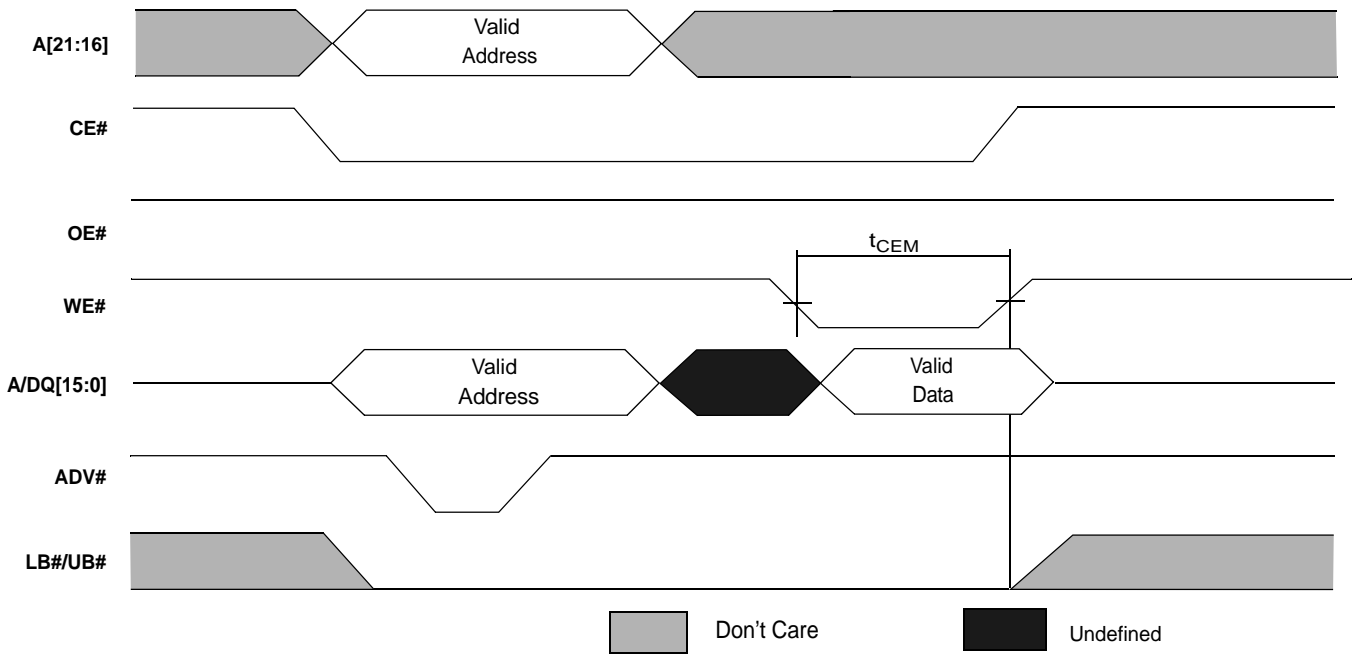 A[21:16]
Valid
Address
CE#
OE#
tCEM
WE#
A/DQ[15:0]
Valid
Address
Valid
Data
ADV#
LB#/UB#
Don't Care
Undefined